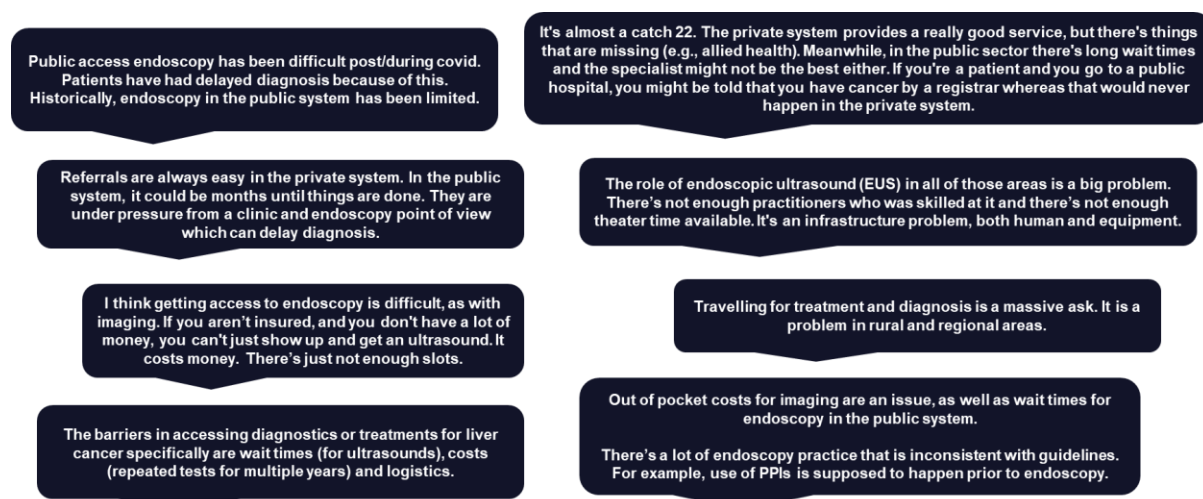 Public access endoscopy has been difficult post/during covid.
Patients have had delayed diagnosis because of this.
Historically, endoscopy in the public system has been limited.
Referrals are always easy in the private system. In the public
system, it could be months until things are done. They are
under pressure from a clinic and endoscopy point of view
which can delay diagnosis.
I think getting access to endoscopy is difficult, as with
imaging. If you aren't insured, and you don't have a lot of
money, you can't just show up and get an ultrasound. It
costs money. There's just not enough slots.
The barriers in accessing diagnostics or treatments for liver
cancer specifically are wait times (for ultrasounds), costs
(repeated tests for multiple years) and logistics.
It's almost a catch 22. The private system provides a really good service, but there's things
that are missing (e.g., allied health). Meanwhile, in the public sector there's long wait times
and the specialist might not be the best either. If you're a patient and you go to a public
hospital, you might be told that you have cancer by a registrar whereas that would never
happen in the private system.
The role of endoscopic ultrasound (EUS) in all of those areas is a big problem.
There's not enough practitioners who was skilled at it and there's not enough
theater time available. It's an infrastructure problem, both human and equipment.
Travelling for treatment and diagnosis is a massive ask. It is a
problem in rural and regional areas.
Out of pocket costs for imaging are an issue, as well as wait times for
endoscopy in the public system.
There's a lot of endoscopy practice that is inconsistent with guidelines.
For example, use of PPIs is supposed to happen prior to endoscopy.